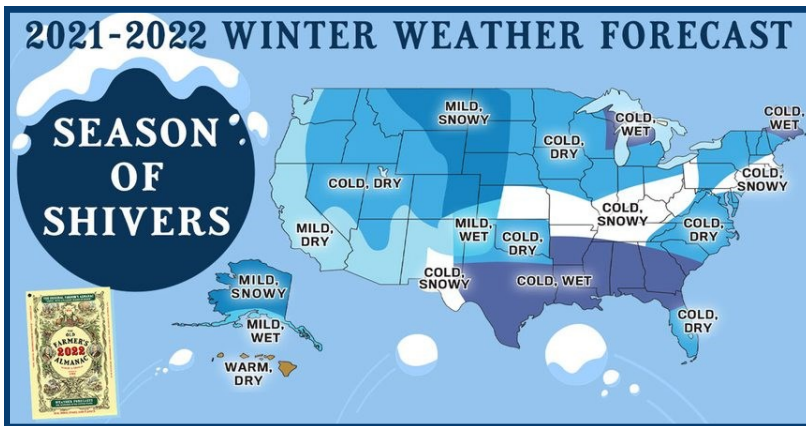 2021-2022 WINTER WEATHER FORECAST
SEASON
OF
SHIVERS
MILD,
SNOWY
COLD,
WET
COLD,
WET
COLD,
DRY
COLD,
SNOWY
COLD, DRY
COLD,
SNOWY
MILD,
DRY
MILD,
WET
COLD,
DRY
COLD,
DRY
COLD,
SNOWY
COLD, WET
MILD,
SNOWY
MILD,
WET
COLD,
DRY
WARM,
DRY
THE
OLD
FARMER'S
2022
ALMANAC